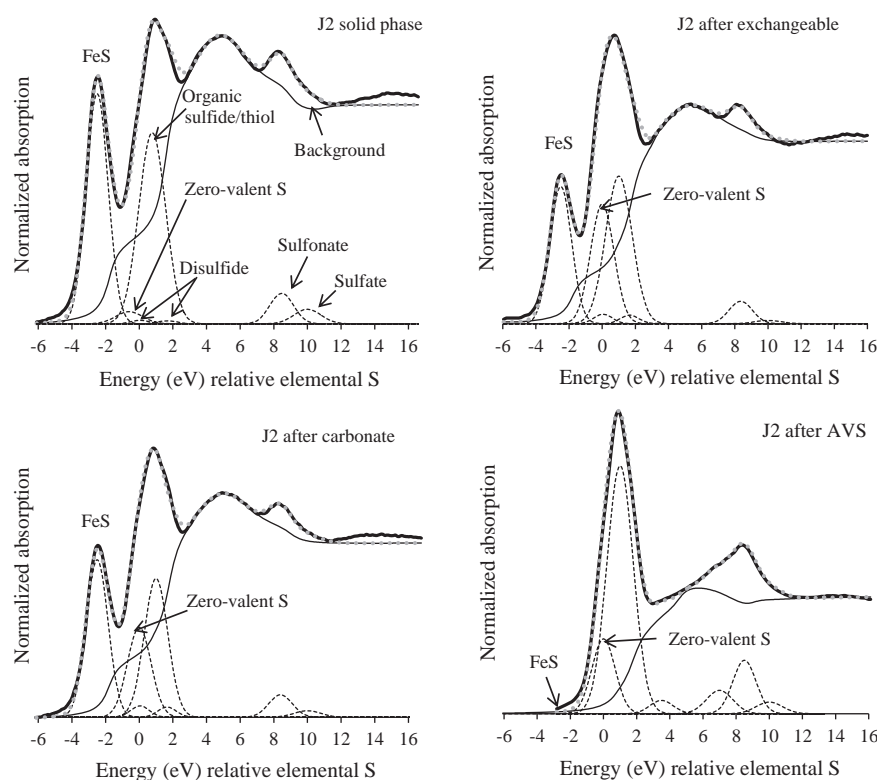 J2 solid phase
FeS
Organic
sulfide/thiol
Background
Zero-valent S
Disulfide
Sulfonate
Sulfate
Normalized absorption
-6 -4 -2 0 2 4 6 8 10 12 14 16
Energy (eV) relative elemental S
J2 after exchangeable
FeS
Zero-valent S
Normalized absorption
-6 -4 -2 0 2 4 6 8 10 12 14 16
Energy (eV) relative elemental S
J2 after carbonate
FeS
Zero-valent S
Normalized absorption
-6 -4 -2 0 2 4 6 8 10 12 14 16
Energy (eV) relative elemental S
J2 after AVS
FeS
Zero-valent S
Normalized absorption
-6 -4 -2 0 2 4 6 8 10 12 14 16
Energy (eV) relative elemental S